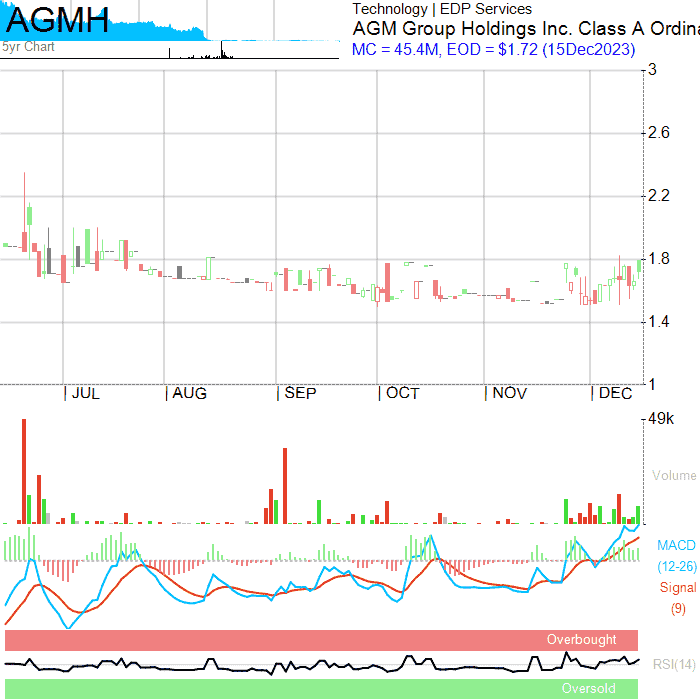 AGMH
5yr Chart
Technology | EDP Services
AGM Group Holdings Inc. Class A Ordina
MC = 45.4M, EOD = $1.72 (15Dec2023)
3
2.6
2.2
1.8
1.4
1
JUL
AUG
SEP
OCT
NOV
DEC
49k
Volume
MACD
(12-26)
Signal
(9)
Overbought
RSI(14)
Oversold